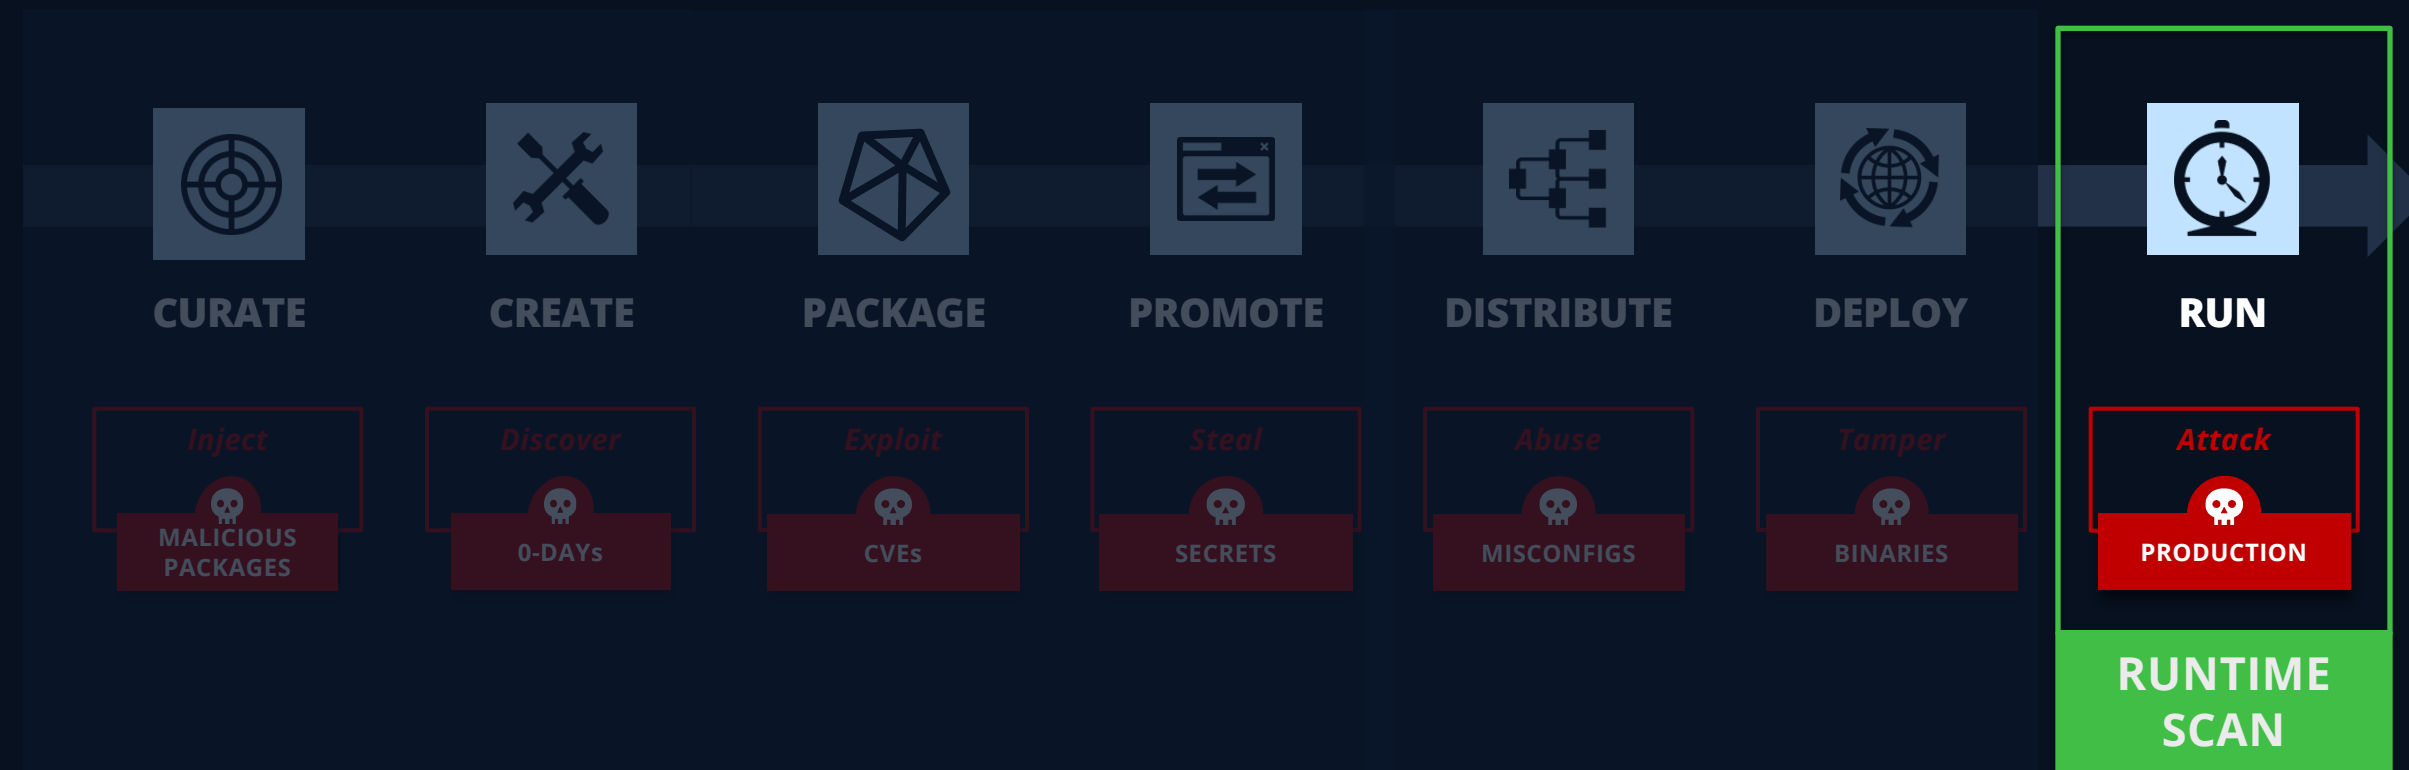 CURATE
CREATE
PACKAGE
PROMOTE
DISTRIBUTE
DEPLOY
RUN
Inject
MALICIOUS
PACKAGES
Discover
0-DAYs
Exploit
CVEs
Steal
SECRETS
Abuse
MISCONFIGS
Tamper
BINARIES
Attack
PRODUCTION
RUNTIME
SCAN